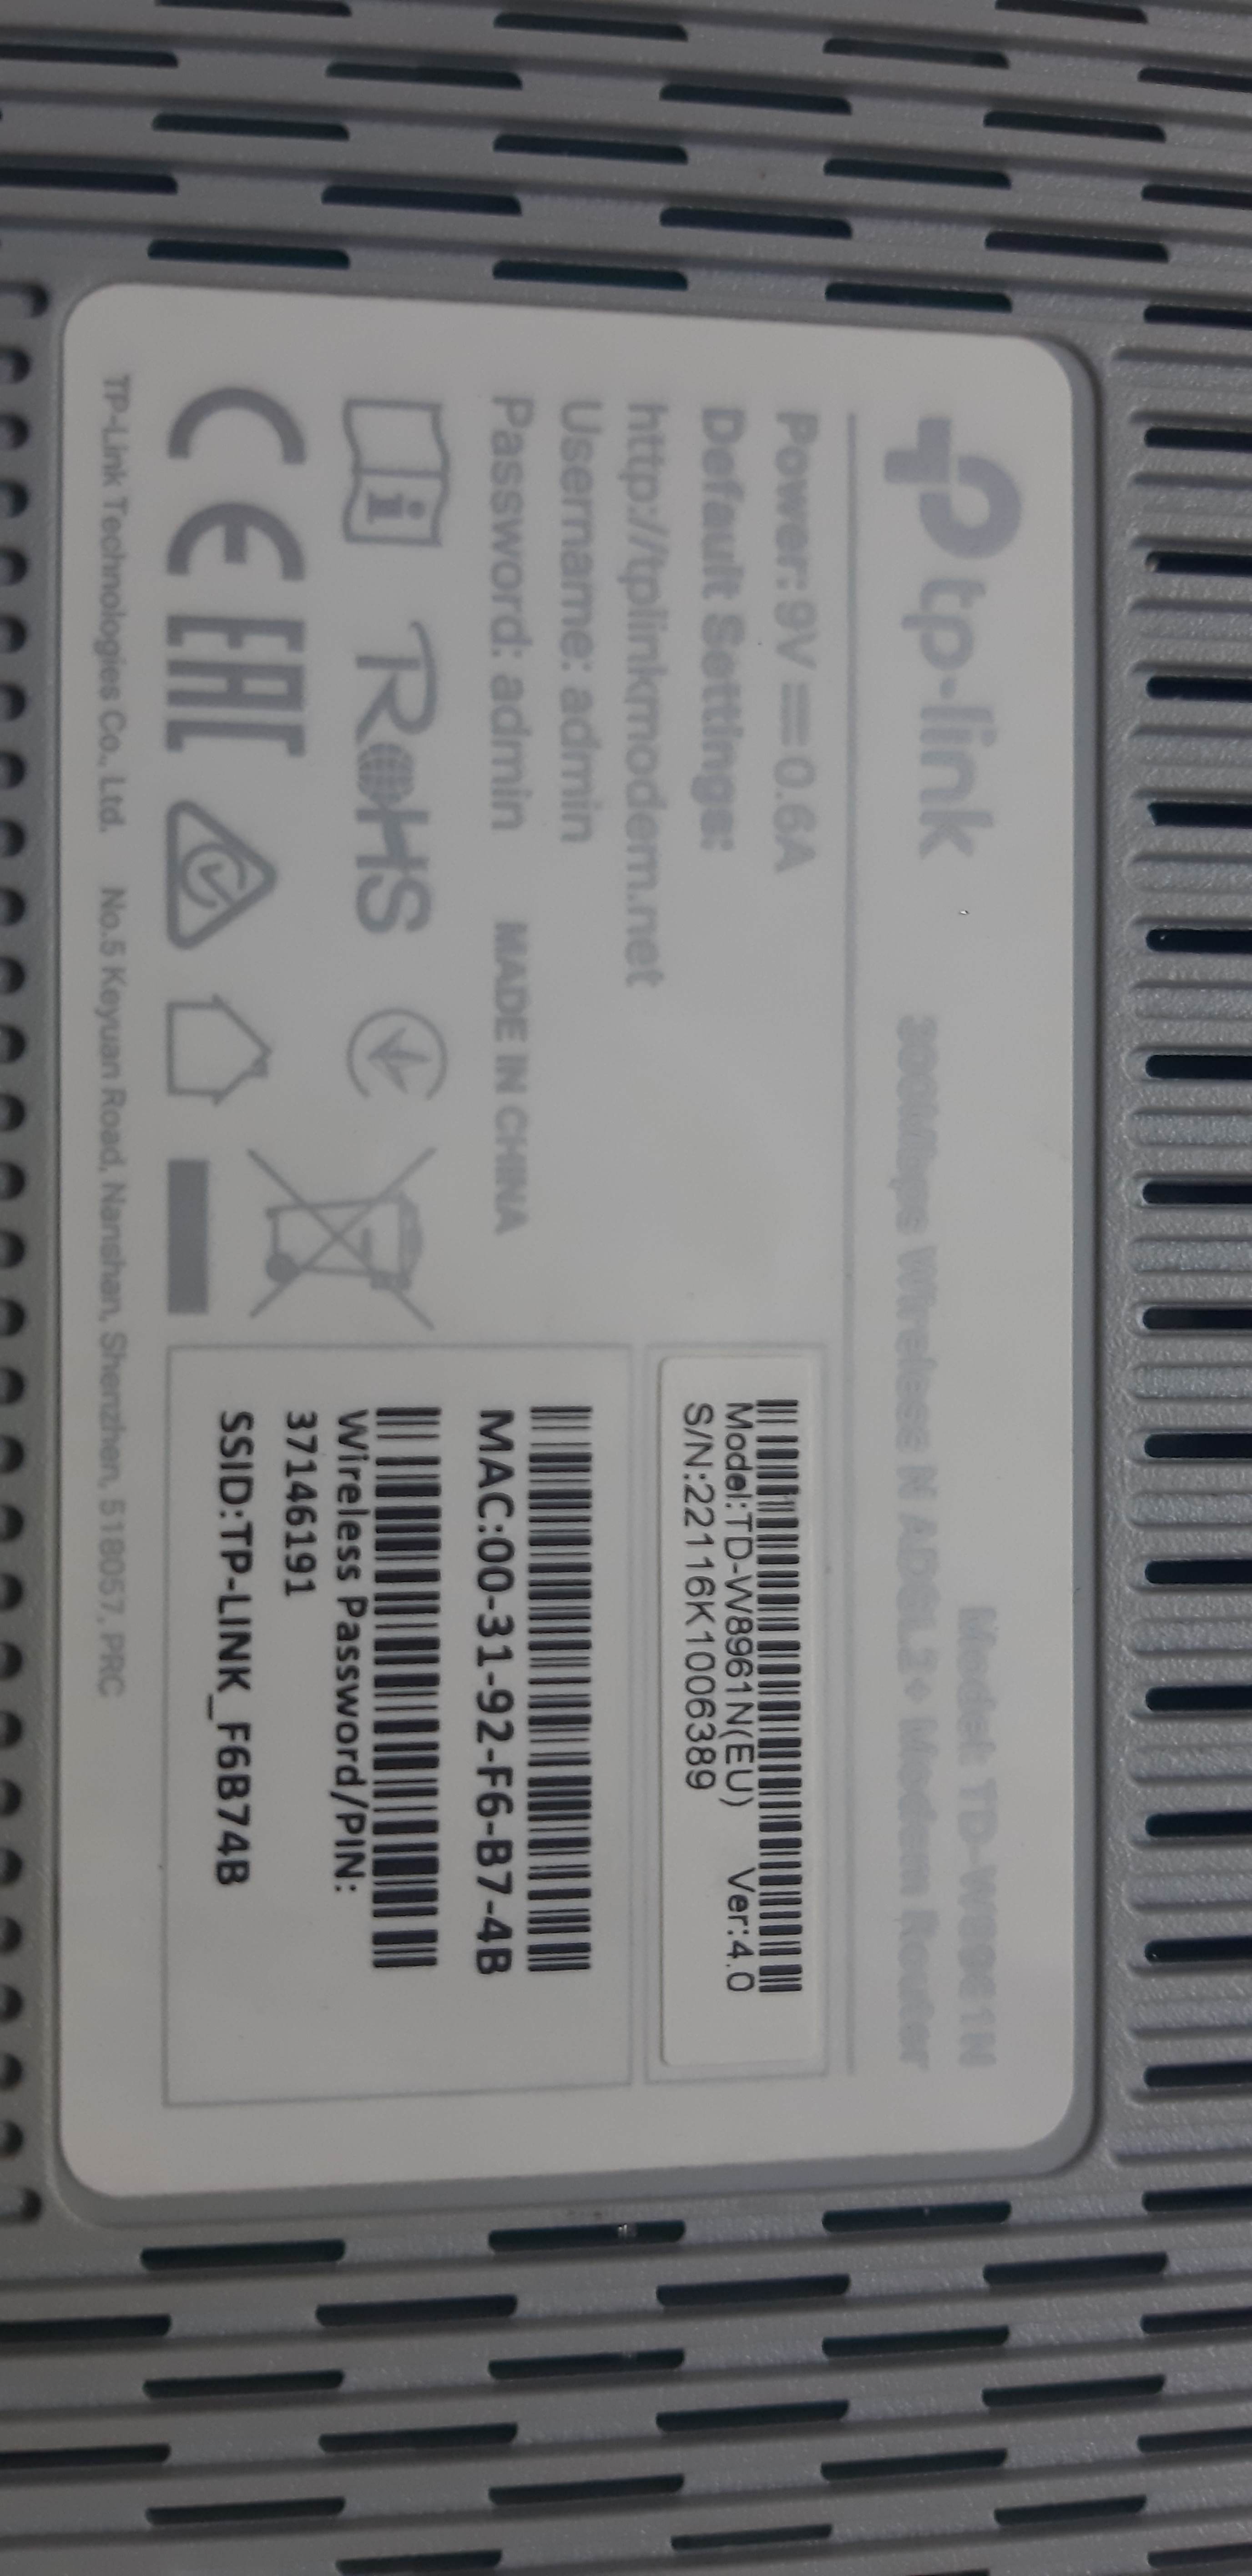 tp-link
Model: TD-W8961N
300Mbps Wireless N ADSL2+ Modem Router
Power: 9V⎓0.6A
Default Settings:
http://tplinkmodem.net
Username: admin
Password: admin
MADE IN CHINA
Model:TD-W8961N(EU) Ver:4.0
S/N:22116K1006389
MAC:00-31-92-F6-B7-4B
Wireless Password/PIN:
37146191
SSID:TP-LINK_F6B74B
RoHS
CE EAC
TP-Link Technologies Co., Ltd. No.5 Keyuan Road, Nanshan, Shenzhen, 518057, PRC